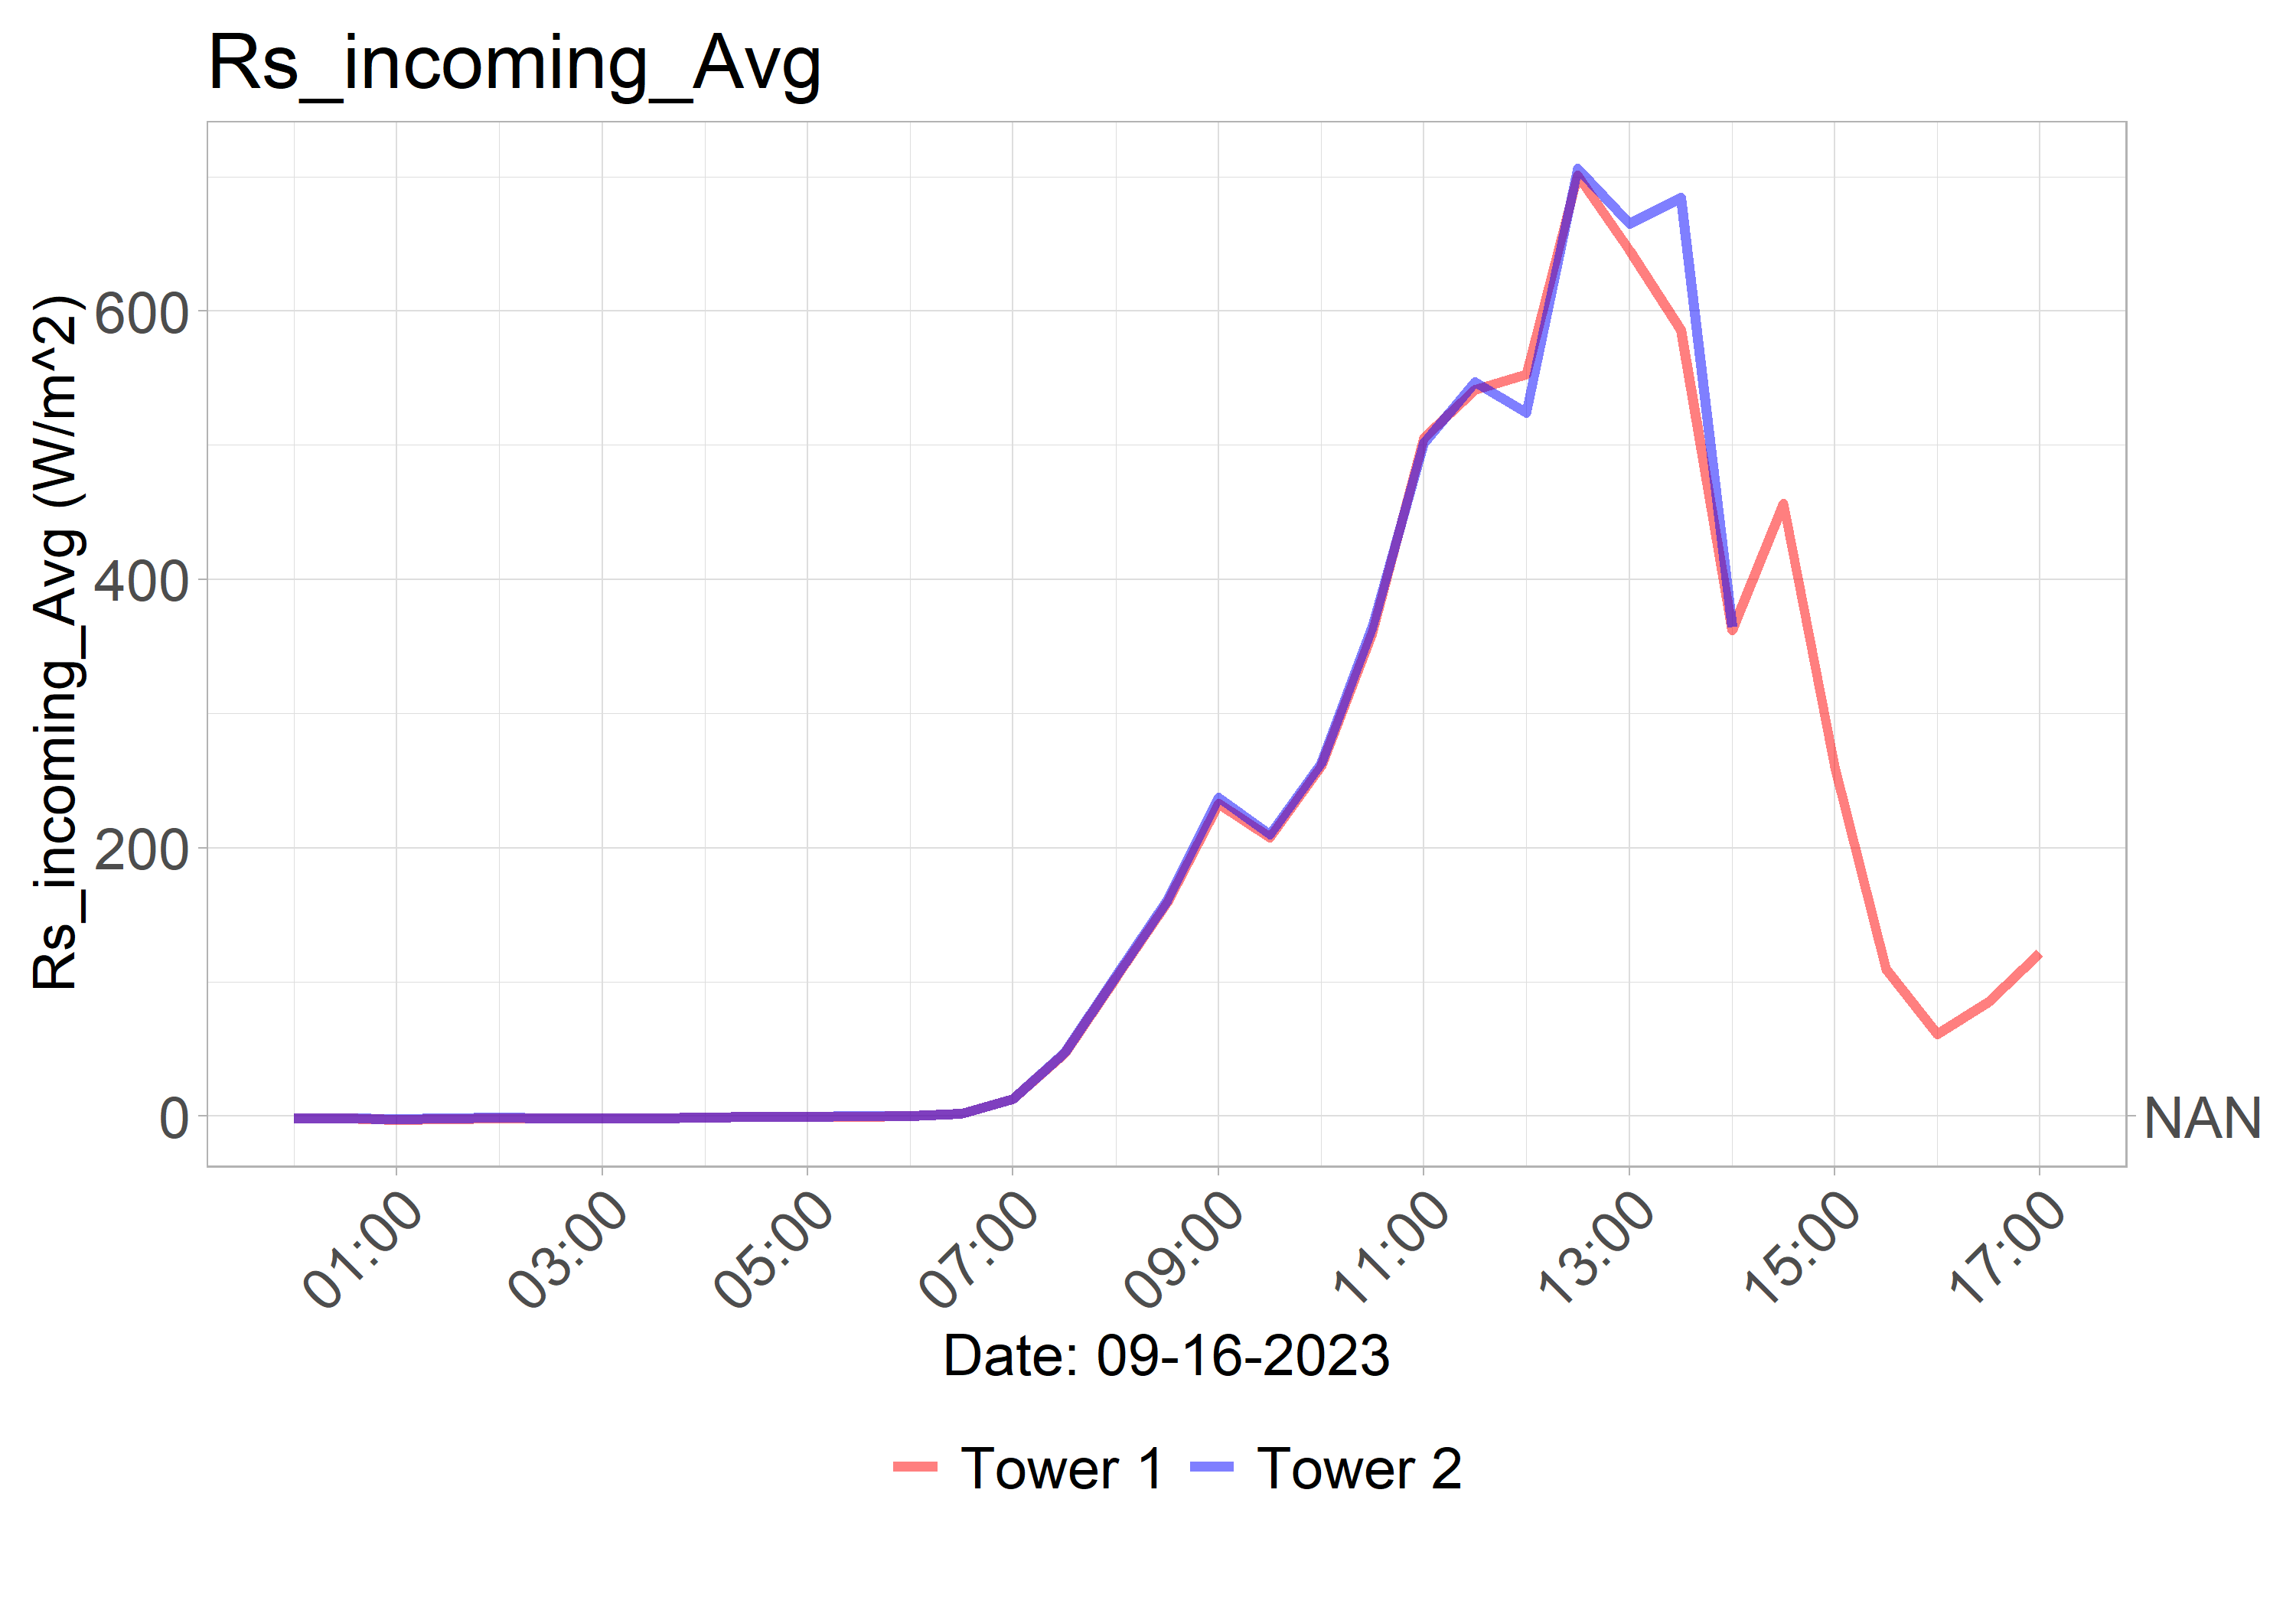 Rs_incoming_Avg
Rs_incoming_Avg (W/m^2)
600
400
200
0
NAN
01:00
03:00
05:00
07:00
09:00
11:00
13:00
15:00
17:00
Date: 09-16-2023
Tower 1
Tower 2